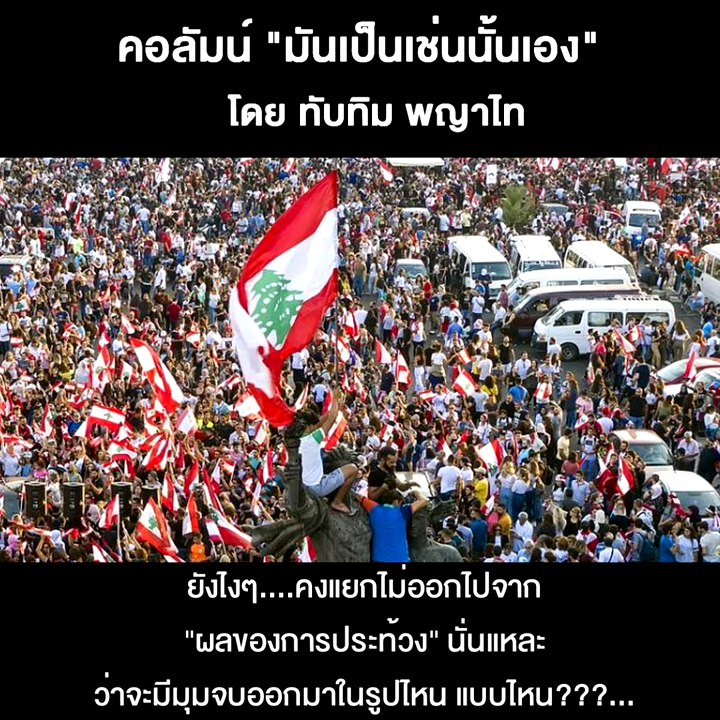 คอลัมน์ "มันเป็นเช่นนั้นเอง"
โดย ทับทิม พญาไท
ยังไงๆ....คงแยกไม่ออกไปจาก
"ผลของการประท้วง" นั่นแหละ
ว่าจะมีมุมจบออกมาในรูปไหน แบบไหน???...